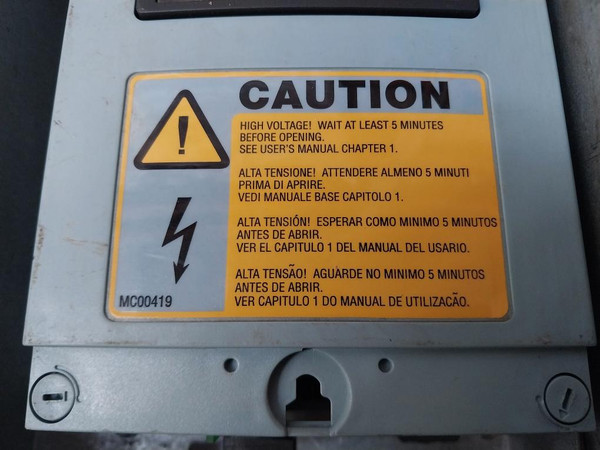 CAUTION
HIGH VOLTAGE! WAIT AT LEAST 5 MINUTES
BEFORE OPENING.
SEE USER'S MANUAL CHAPTER 1.
ALTA TENSIONE! ATTENDERE ALMENO 5 MINUTI
PRIMA DI APRIRE.
VEDI MANUALE BASE CAPITOLO 1.
ALTA TENSIÓN! ESPERAR COMO MINIMO 5 MINUTOS
ANTES DE ABRIR.
VER EL CAPITULO 1 DEL MANUAL DEL USARIO.
ALTA TENSÃO! AGUARDE NO MINIMO 5 MINUTOS
ANTES DE ABRIR.
VER CAPITULO 1 DO MANUAL DE UTILIZACÃO.
MC00419